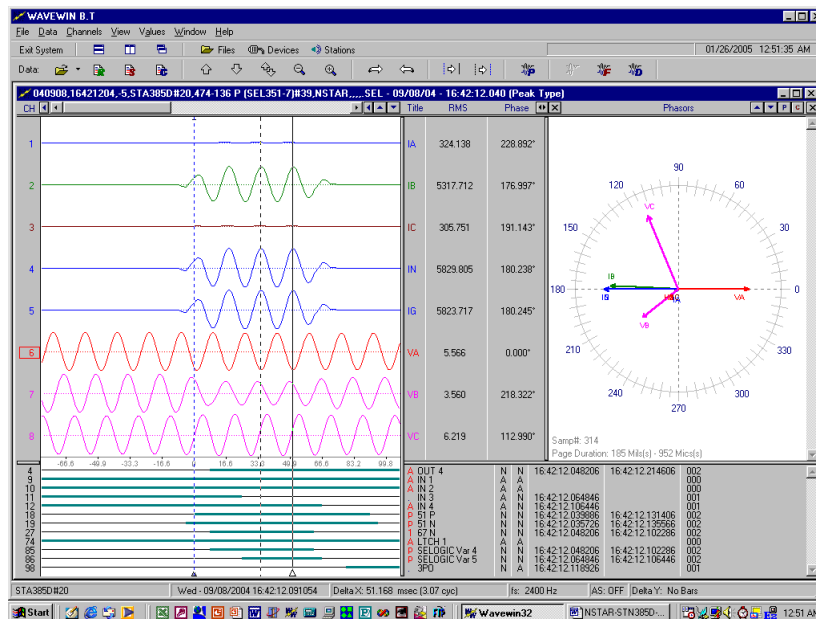 WAVEWIN B.T
File Data Channels View Values Window Help
Exit System Files Devices Stations 01/26/2005 12:51:35 AM
Data:
040908,16421204,-5,STA385D#20,474-136 P (SEL351-7)#39,NSTAR,,,,,SEL - 09/08/04 - 16:42:12.040 (Peak Type)
CH Title RMS Phase Phasors P C
1 IA 324.138 228.892°
2 IB 5317.712 176.997°
3 IC 305.751 191.143°
4 IN 5829.805 180.238°
5 IG 5823.717 180.245°
6 VA 5.566 0.000°
7 VB 3.560 218.322°
8 VC 6.219 112.990°
90
120 60
VC
150 30
IB
180 VA 0
IA
VB
210 330
240 300
270
Samp#: 314
Page Duration: 185 Mils(s) - 952 Mics(s)
-66.6 -49.9 -33.3 -16.6 16.6 33.3 49.9 66.6 83.2 99.8
4 A OUT 4 N N 16:42:12.048206 16:42:12.214606 002
9 A IN 1 A A 000
10 A IN 2 A A 000
11 . IN 3 A N 16:42:12.064846 001
12 A IN 4 A N 16:42:12.106446 001
18 P 51 P N N 16:42:12.039886 16:42:12.131406 002
19 P 51 N N N 16:42:12.035726 16:42:12.135566 002
27 1 67 N N N 16:42:12.048206 16:42:12.102286 002
74 A LTCH 1 A A 000
85 P SELOGIC Var 4 N N 16:42:12.048206 16:42:12.102286 002
86 P SELOGIC Var 5 N N 16:42:12.064846 16:42:12.106446 002
98 . 3PO N A 16:42:12.118926 001
STA385D#20 Wed - 09/08/2004 16:42:12.091054 Delta X: 51.168 msec (3.07 cyc) fs: 2400 Hz AS: OFF Delta Y: No Bars
Start Wavewin32 NSTAR-STN385D-... 12:51 AM